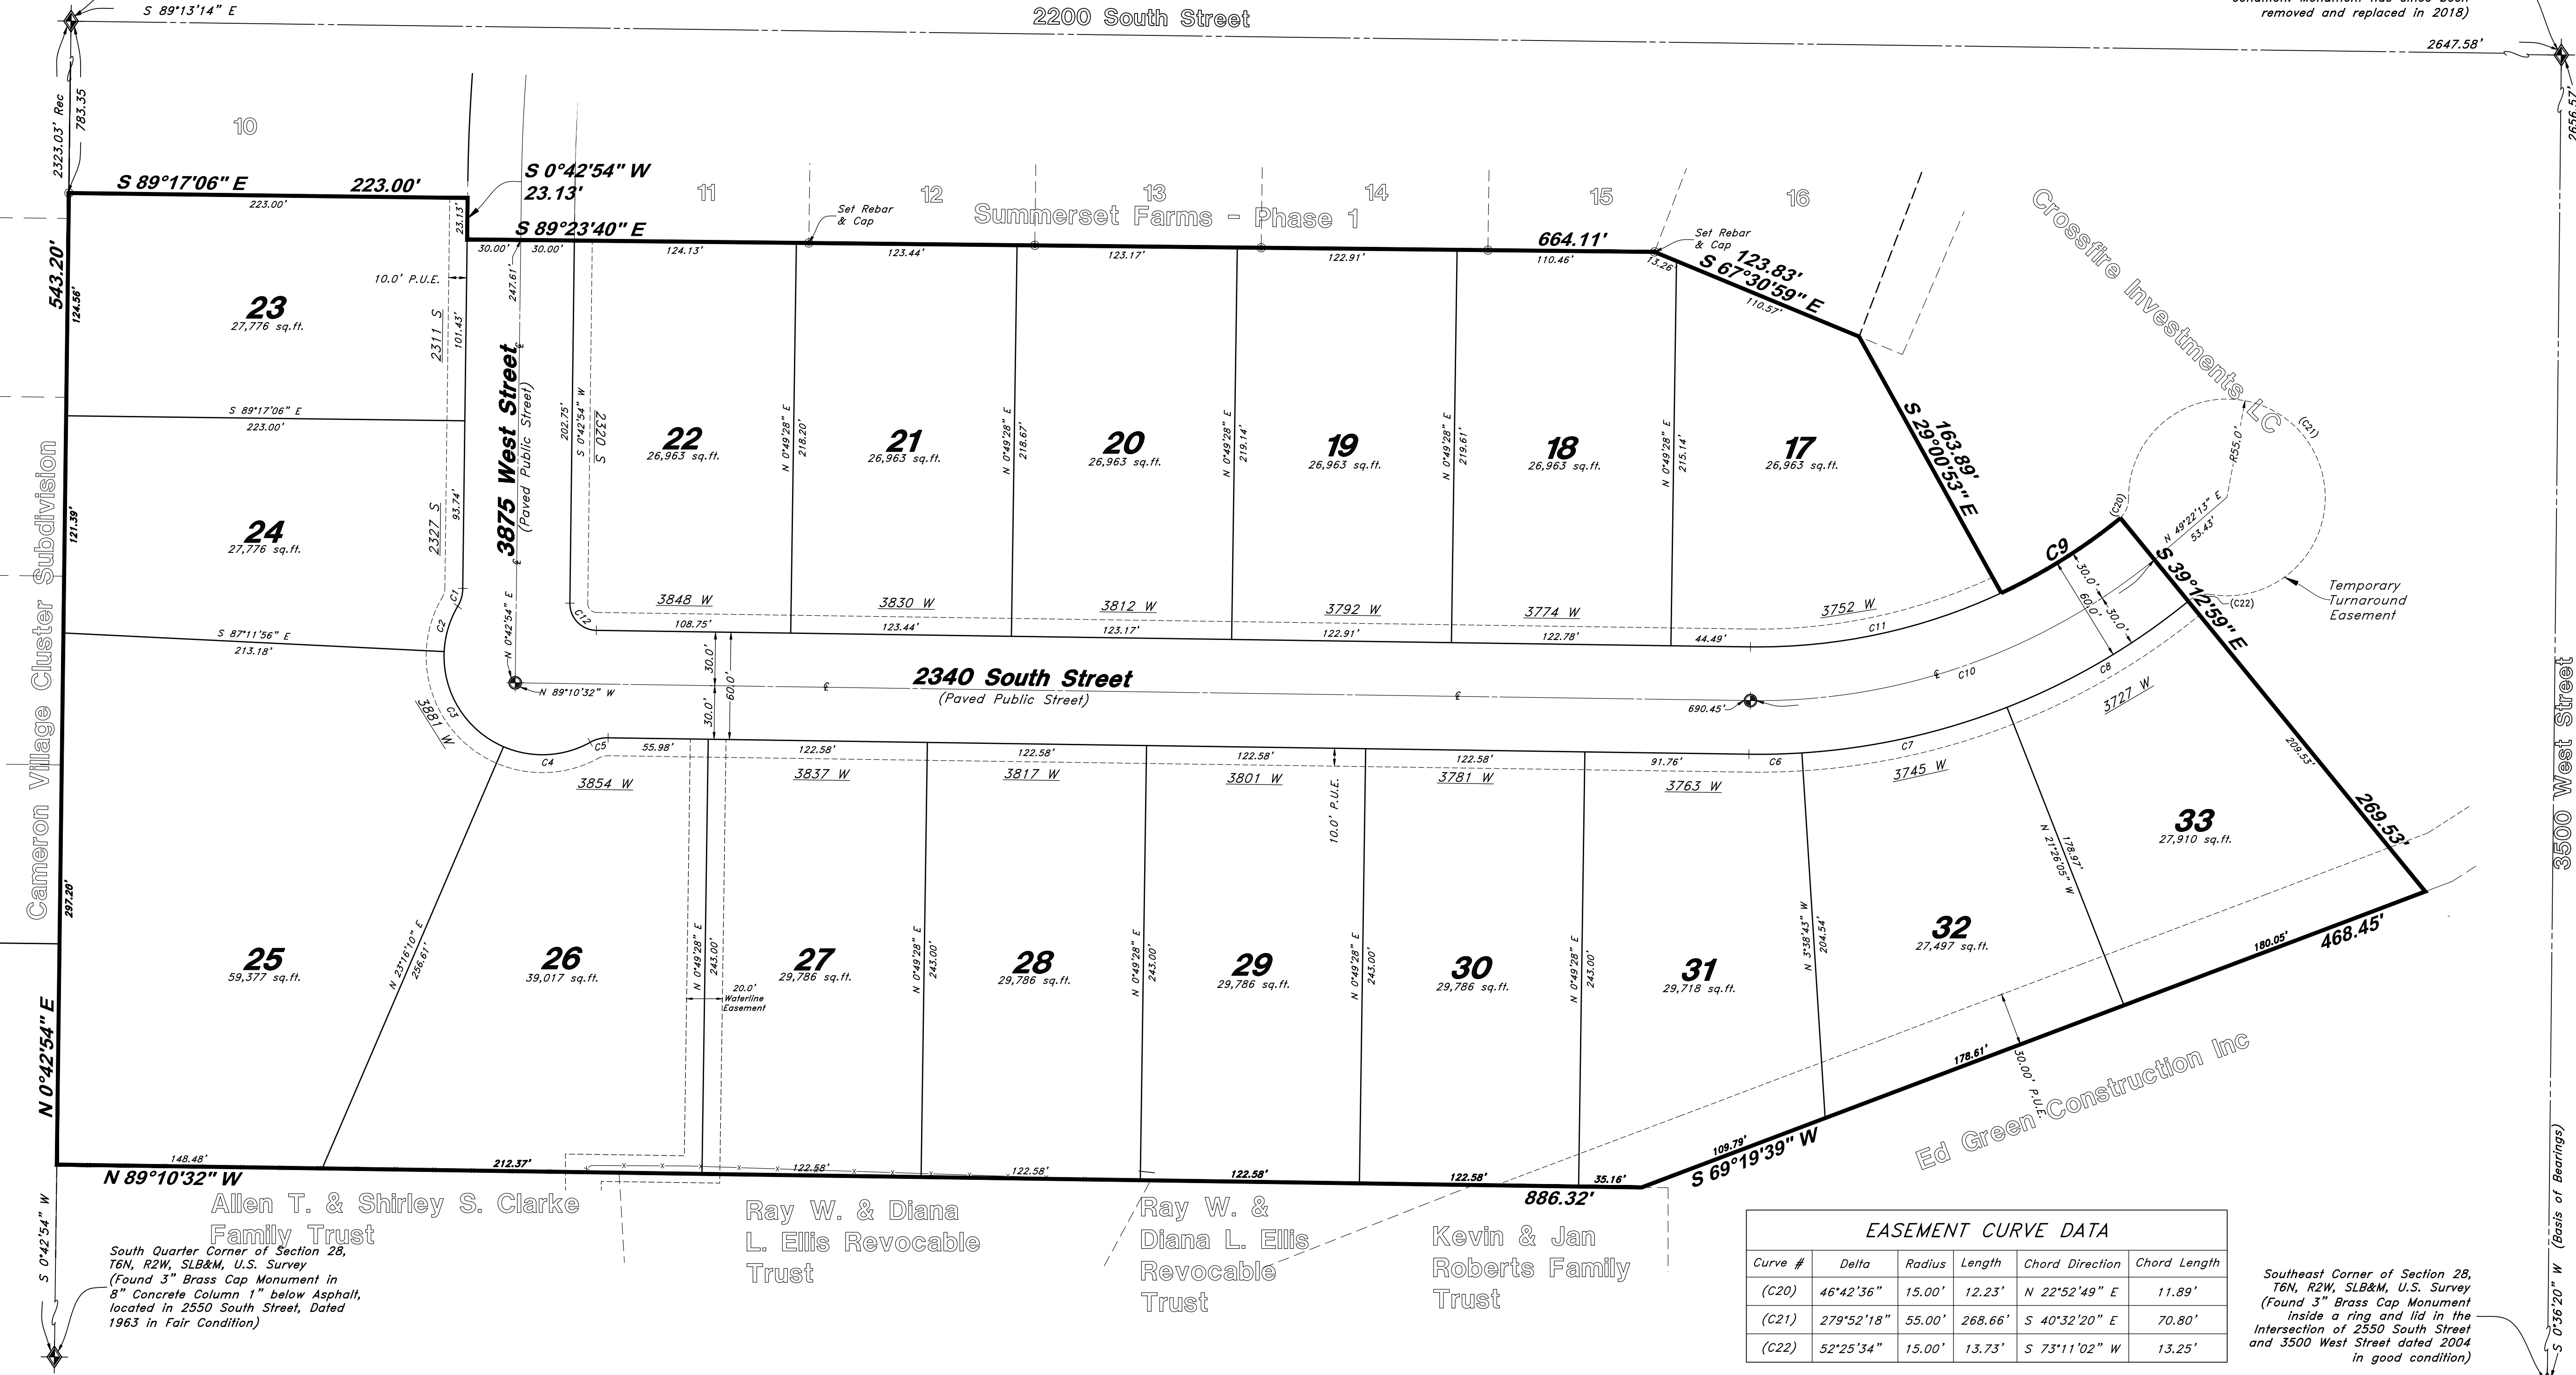 S 89°13'14" E
2200 South Street
removed and replaced in 2018)
2647.58'
2323.03' Rec
783.35
2656.57'
10
S 89°17'06" E 223.00'
223.00'
23.13'
S 0°42'54" W
23.13'
S 89°23'40" E
11
12
13
14
15
16
Summerset Farms - Phase 1
Set Rebar
& Cap
664.11'
Set Rebar
& Cap
123.83'
S 67°30'59" E
13.26'
110.57'
Crossfire Investments LC
30.00'
30.00'
124.13'
123.44'
123.17'
122.91'
110.46'
10.0' P.U.E.
247.61'
543.20'
124.56'
23
27,776 sq.ft.
2311 S
101.43'
3875 West Street
(Paved Public Street)
202.75'
S 0°42'54" W
2320 S
S 89°17'06" E
223.00'
22
26,963 sq.ft.
N 0°49'28" E
218.20'
21
26,963 sq.ft.
N 0°49'28" E
218.67'
20
26,963 sq.ft.
N 0°49'28" E
219.14'
19
26,963 sq.ft.
N 0°49'28" E
219.61'
18
26,963 sq.ft.
N 0°49'28" E
215.14'
17
26,963 sq.ft.
163.89'
S 29°00'53" E
(C21)
R55.0'
(C20)
N 49°22'13" E
53.43'
C9
S 39°12'59" E
30.0'
30.0'
60.0'
(C22)
Temporary
Turnaround
Easement
Cameron Village Cluster Subdivision
121.39'
24
27,776 sq.ft.
2327 S
93.74'
C1
C2
S 87°11'56" E
213.18'
C3
3881 W
C4
C5
N 0°42'54" E
C12
3848 W
3830 W
3812 W
3792 W
3774 W
3752 W
108.75'
123.44'
123.17'
122.91'
122.78'
44.49'
C11
N 89°10'32" W
30.0'
30.0'
60.0'
2340 South Street
(Paved Public Street)
690.45'
C10
C8
3727 W
55.98'
122.58'
122.58'
122.58'
122.58'
91.76'
C6
C7
3854 W
3837 W
3817 W
3801 W
3781 W
3763 W
3745 W
10.0' P.U.E.
209.53'
269.53'
3500 West Street
297.20'
25
59,377 sq.ft.
N 23°16'10" E
256.61'
26
39,017 sq.ft.
N 0°49'28" E
243.00'
20.0'
Waterline
Easement
27
29,786 sq.ft.
N 0°49'28" E
243.00'
28
29,786 sq.ft.
N 0°49'28" E
243.00'
29
29,786 sq.ft.
N 0°49'28" E
243.00'
30
29,786 sq.ft.
N 0°49'28" E
243.00'
31
29,718 sq.ft.
N 3°38'43" W
204.54'
32
27,497 sq.ft.
178.97'
N 21°26'05" W
33
27,910 sq.ft.
180.05'
468.45'
178.61'
30.00' P.U.E.
109.79'
S 69°19'39" W
Ed Green Construction Inc
N 0°42'54" E
148.48'
212.37'
122.58'
122.58'
122.58'
122.58'
35.16'
N 89°10'32" W
886.32'
Allen T. & Shirley S. Clarke
Family Trust
Ray W. & Diana
L. Ellis Revocable
Trust
Ray W. &
Diana L. Ellis
Revocable
Trust
Kevin & Jan
Roberts Family
Trust
S 0°42'54" W
South Quarter Corner of Section 28,
T6N, R2W, SLB&M, U.S. Survey
(Found 3" Brass Cap Monument in
8" Concrete Column 1" below Asphalt,
located in 2550 South Street, Dated
1963 in Fair Condition)
EASEMENT CURVE DATA
Curve # Delta Radius Length Chord Direction Chord Length
(C20) 46°42'36" 15.00' 12.23' N 22°52'49" E 11.89'
(C21) 279°52'18" 55.00' 268.66' S 40°32'20" E 70.80'
(C22) 52°25'34" 15.00' 13.73' S 73°11'02" W 13.25'
Southeast Corner of Section 28,
T6N, R2W, SLB&M, U.S. Survey
(Found 3" Brass Cap Monument
inside a ring and lid in the
Intersection of 2550 South Street
and 3500 West Street dated 2004
in good condition)
S 0°36'20" W (Basis of Bearings)